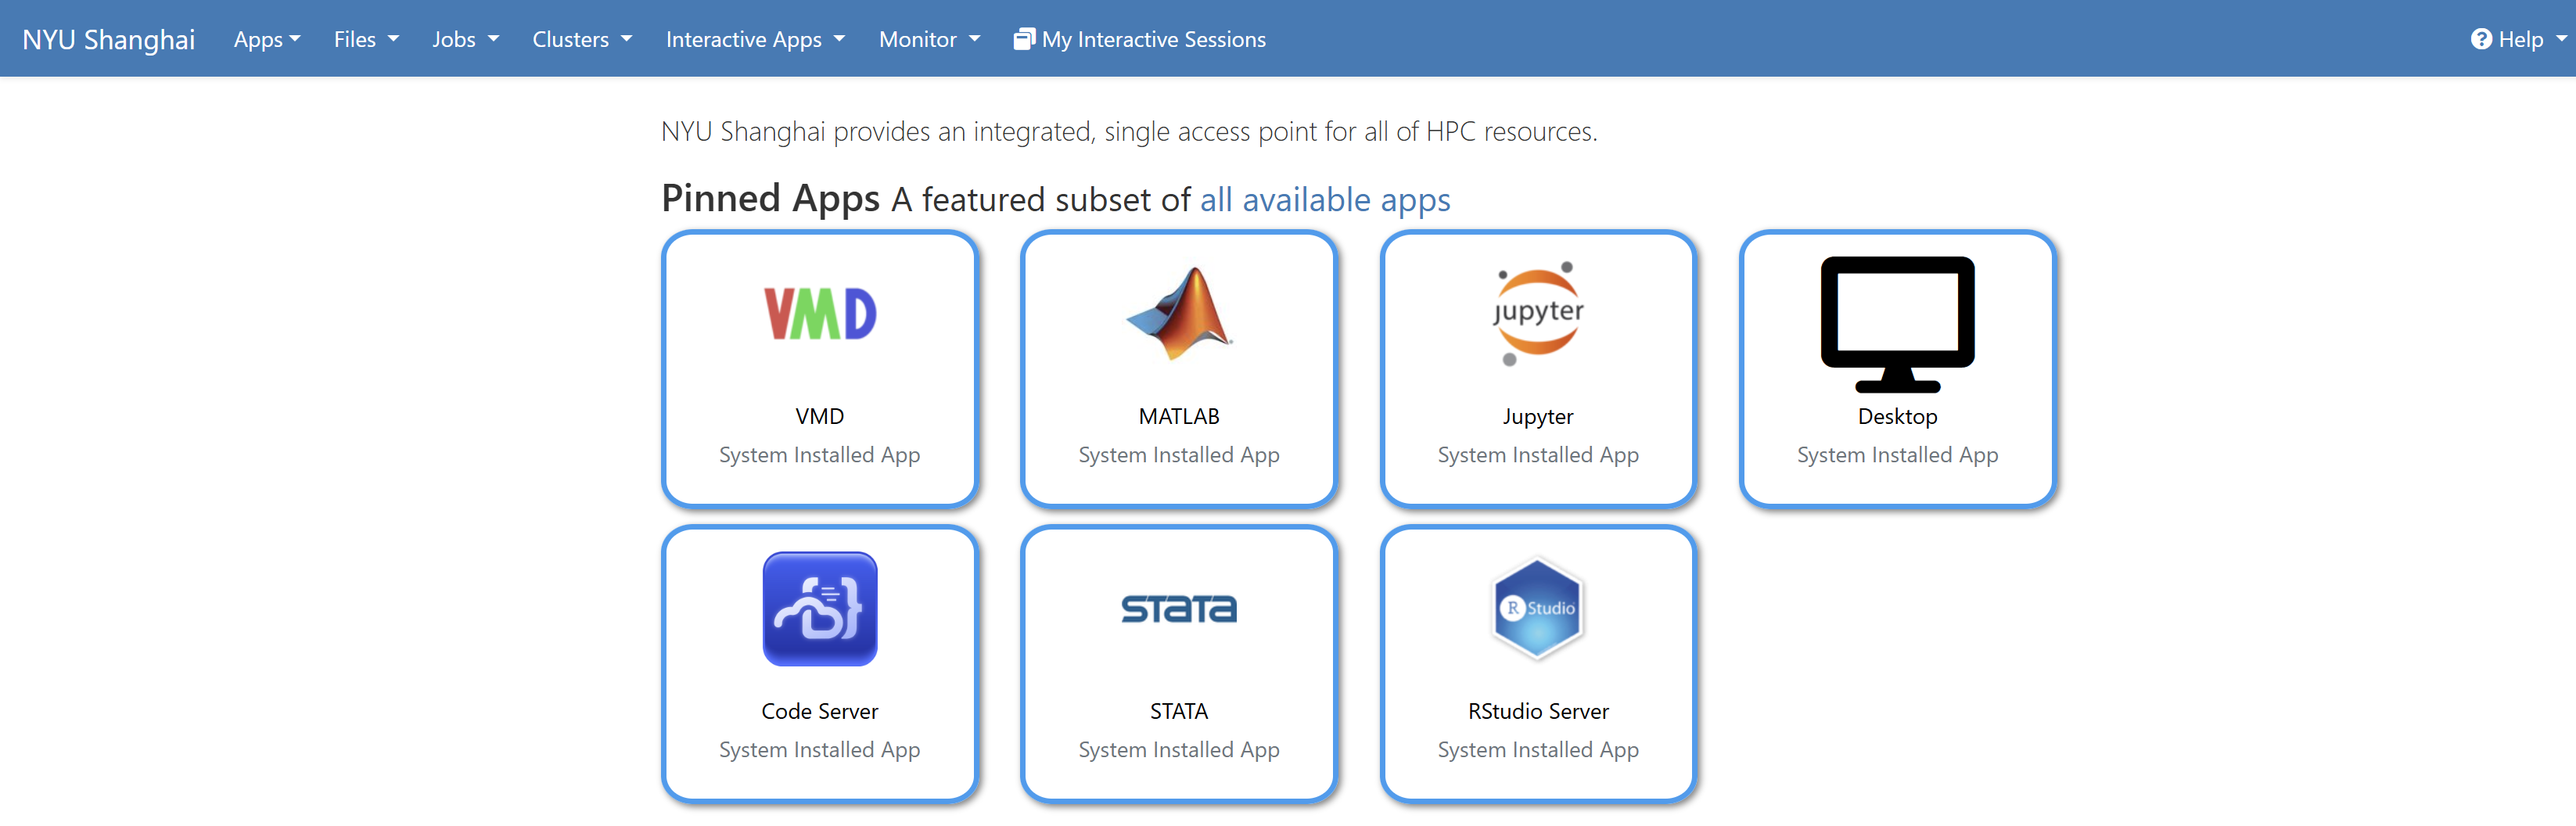 NYU Shanghai Apps Files Jobs Clusters Interactive Apps Monitor My Interactive Sessions ? Help
NYU Shanghai provides an integrated, single access point for all of HPC resources.
Pinned Apps A featured subset of all available apps
VMD
VMD
System Installed App
MATLAB
System Installed App
jupyter
Jupyter
System Installed App
Desktop
System Installed App
Code Server
System Installed App
STATA
STATA
System Installed App
R Studio
RStudio Server
System Installed App